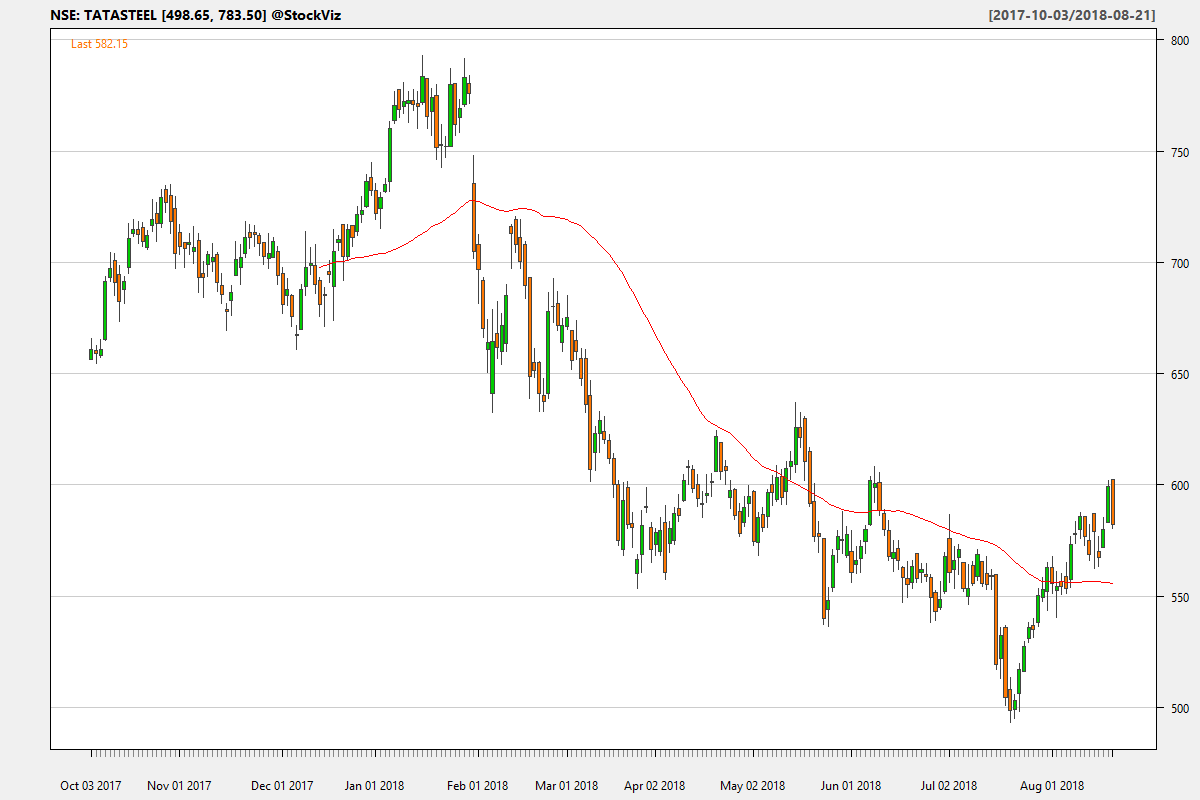 NSE: TATASTEEL [498.65, 783.50] @StockViz
[2017-10-03/2018-08-21]
Last 582.15
800
750
700
650
600
550
500
Oct 03 2017
Nov 01 2017
Dec 01 2017
Jan 01 2018
Feb 01 2018
Mar 01 2018
Apr 02 2018
May 02 2018
Jun 01 2018
Jul 02 2018
Aug 01 2018